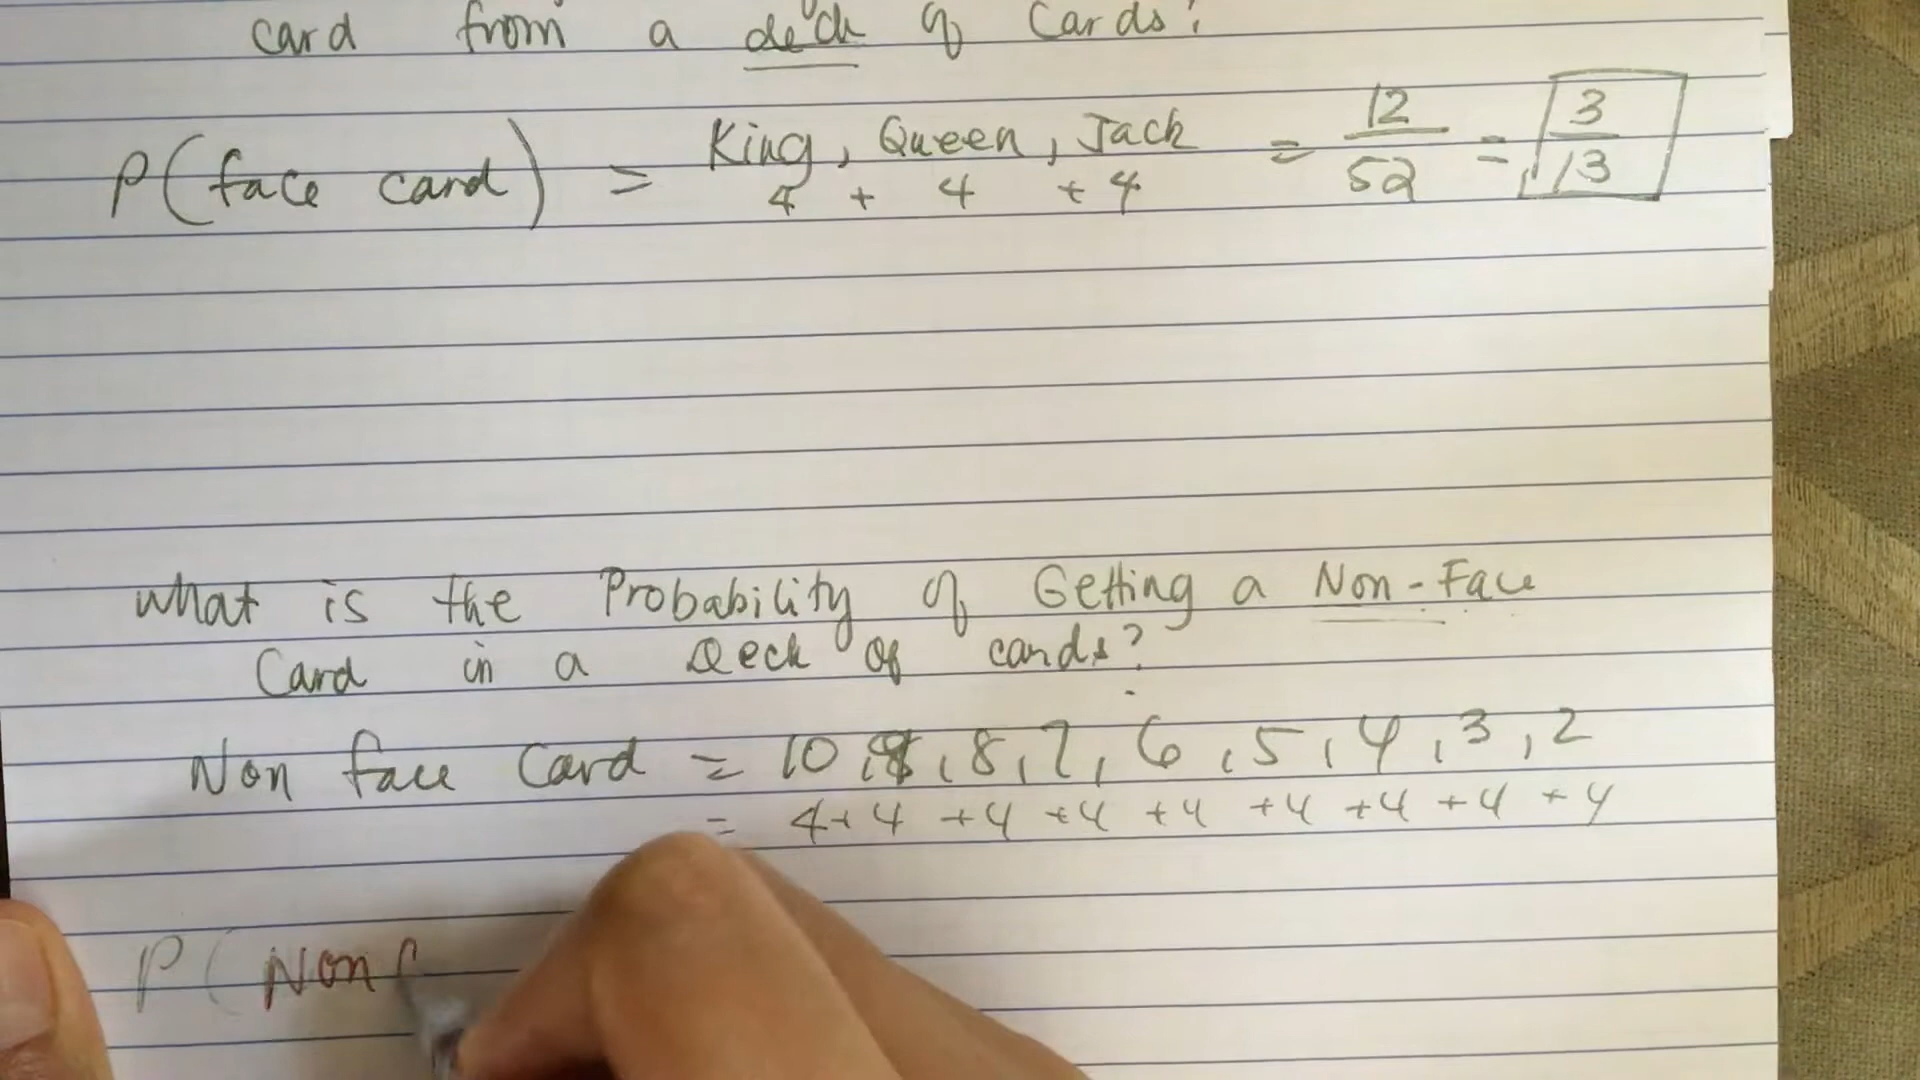 card from a deck of Cards?
P(face card) = King, Queen, Jack = 12/52 = 3/13
4 + 4 + 4
what is the Probability of Getting a Non-Face
Card in a Deck of cards?
Non face Card = 10, 9, 8, 7, 6, 5, 4, 3, 2
= 4+4 +4 +4 +4 +4 +4 +4 +4
P( Non